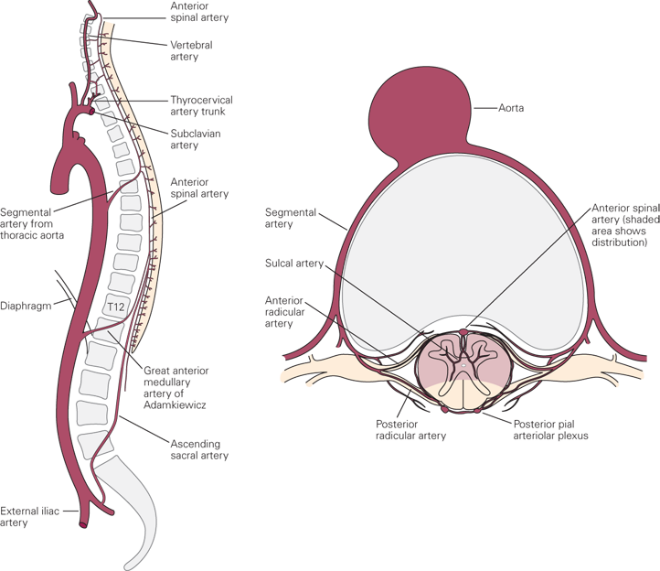 Anterior
spinal artery
Vertebral
artery
Thyrocervical
artery trunk
Subclavian
artery
Anterior
spinal artery
Segmental
artery from
thoracic aorta
Diaphragm
T12
Great anterior
medullary
artery of
Adamkiewicz
Ascending
sacral artery
External iliac
artery
Aorta
Segmental
artery
Anterior spinal
artery (shaded
area shows
distribution)
Sulcal artery
Anterior
radicular
artery
Posterior
radicular artery
Posterior pial
arteriolar plexus